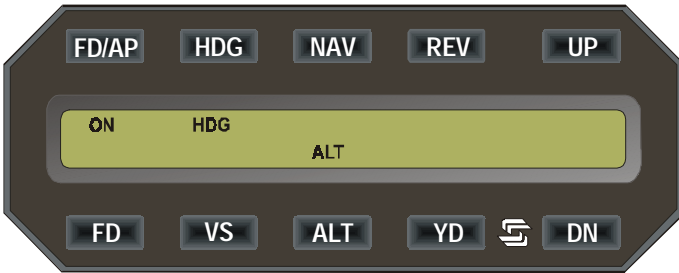 FD/AP HDG NAV REV UP
ON HDG
ALT
FD VS ALT YD DN